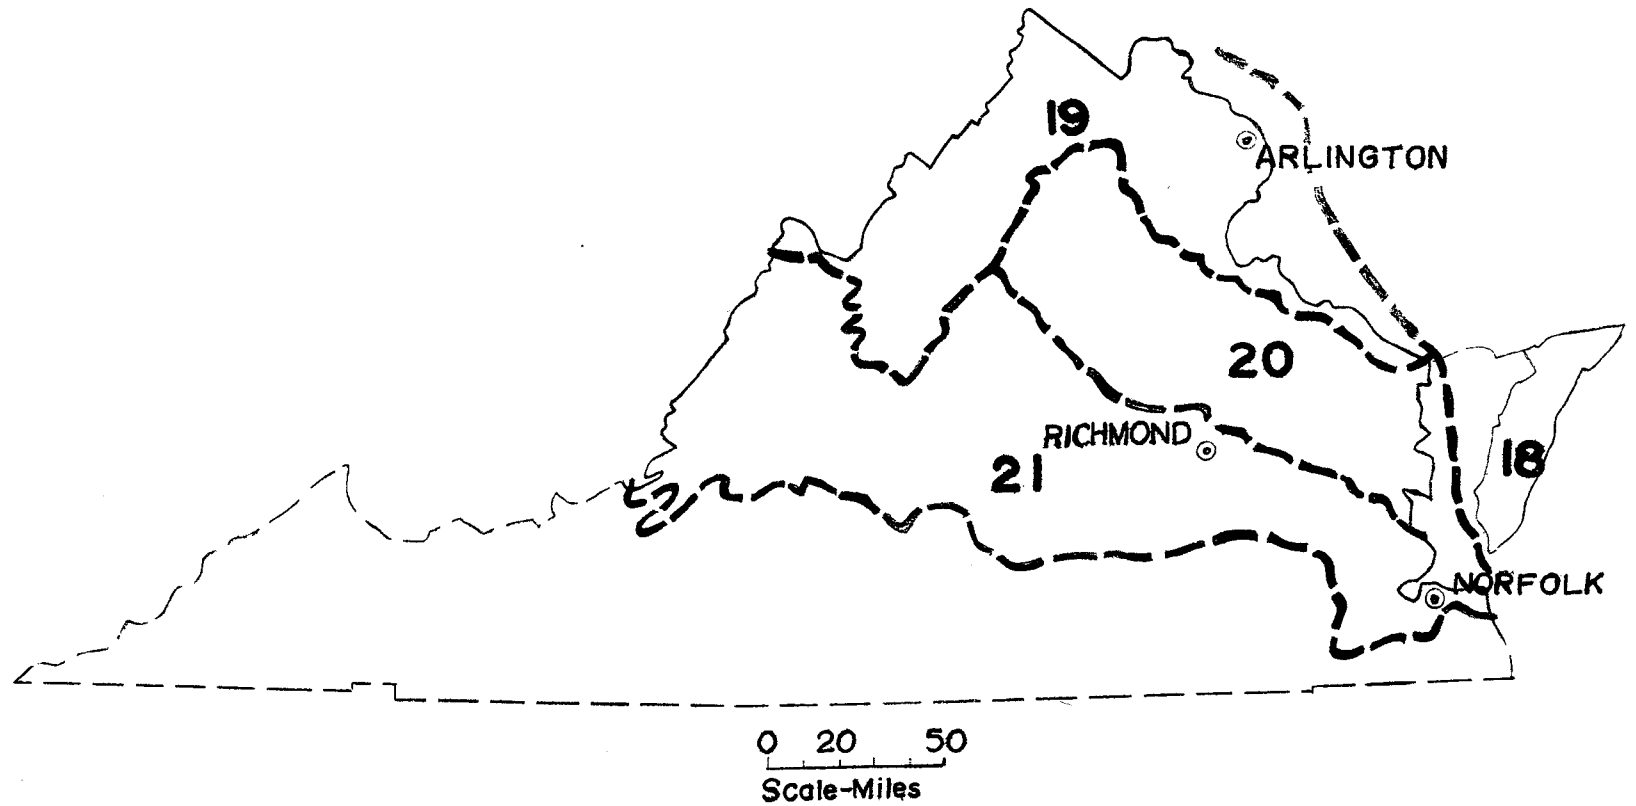 19
ARLINGTON
20
RICHMOND
21
18
NORFOLK
0 20 50
Scale-Miles